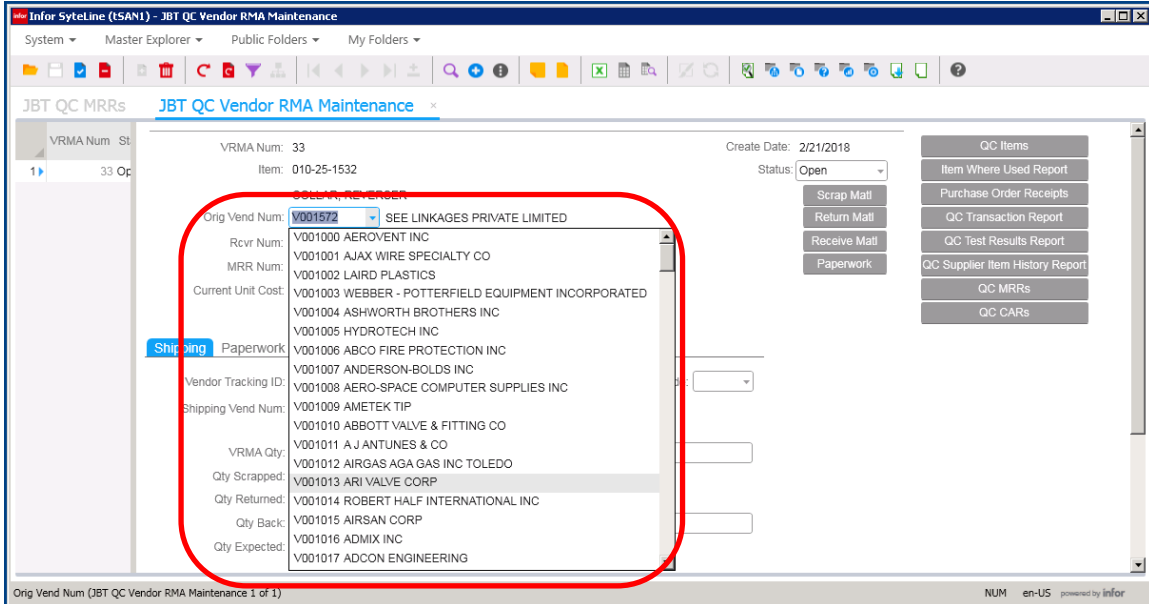 infor Infor SyteLine (tSAN1) - JBT QC Vendor RMA Maintenance
System Master Explorer Public Folders My Folders
JBT QC MRRs JBT QC Vendor RMA Maintenance ×
VRMA Num St
1 33 Op
VRMA Num: 33 Create Date: 2/21/2018
Item: 010-25-1532 Status: Open
COLLAR, REVERSER
Orig Vend Num: V001572 SEE LINKAGES PRIVATE LIMITED
Rcvr Num:
MRR Num:
Current Unit Cost:
V001000 AEROVENT INC
V001001 AJAX WIRE SPECIALTY CO
V001002 LAIRD PLASTICS
V001003 WEBBER - POTTERFIELD EQUIPMENT INCORPORATED
V001004 ASHWORTH BROTHERS INC
V001005 HYDROTECH INC
V001006 ABCO FIRE PROTECTION INC
V001007 ANDERSON-BOLDS INC
V001008 AERO-SPACE COMPUTER SUPPLIES INC
V001009 AMETEK TIP
V001010 ABBOTT VALVE & FITTING CO
V001011 A J ANTUNES & CO
V001012 AIRGAS AGA GAS INC TOLEDO
V001013 ARI VALVE CORP
V001014 ROBERT HALF INTERNATIONAL INC
V001015 AIRSAN CORP
V001016 ADMIX INC
V001017 ADCON ENGINEERING
Shipping Paperwork
Vendor Tracking ID:
Shipping Vend Num:
VRMA Qty:
Qty Scrapped:
Qty Returned:
Qty Back:
Qty Expected:
Scrap Matl
Return Matl
Receive Matl
Paperwork
QC Items
Item Where Used Report
Purchase Order Receipts
QC Transaction Report
QC Test Results Report
QC Supplier Item History Report
QC MRRs
QC CARs
Orig Vend Num (JBT QC Vendor RMA Maintenance 1 of 1) NUM en-US powered by infor